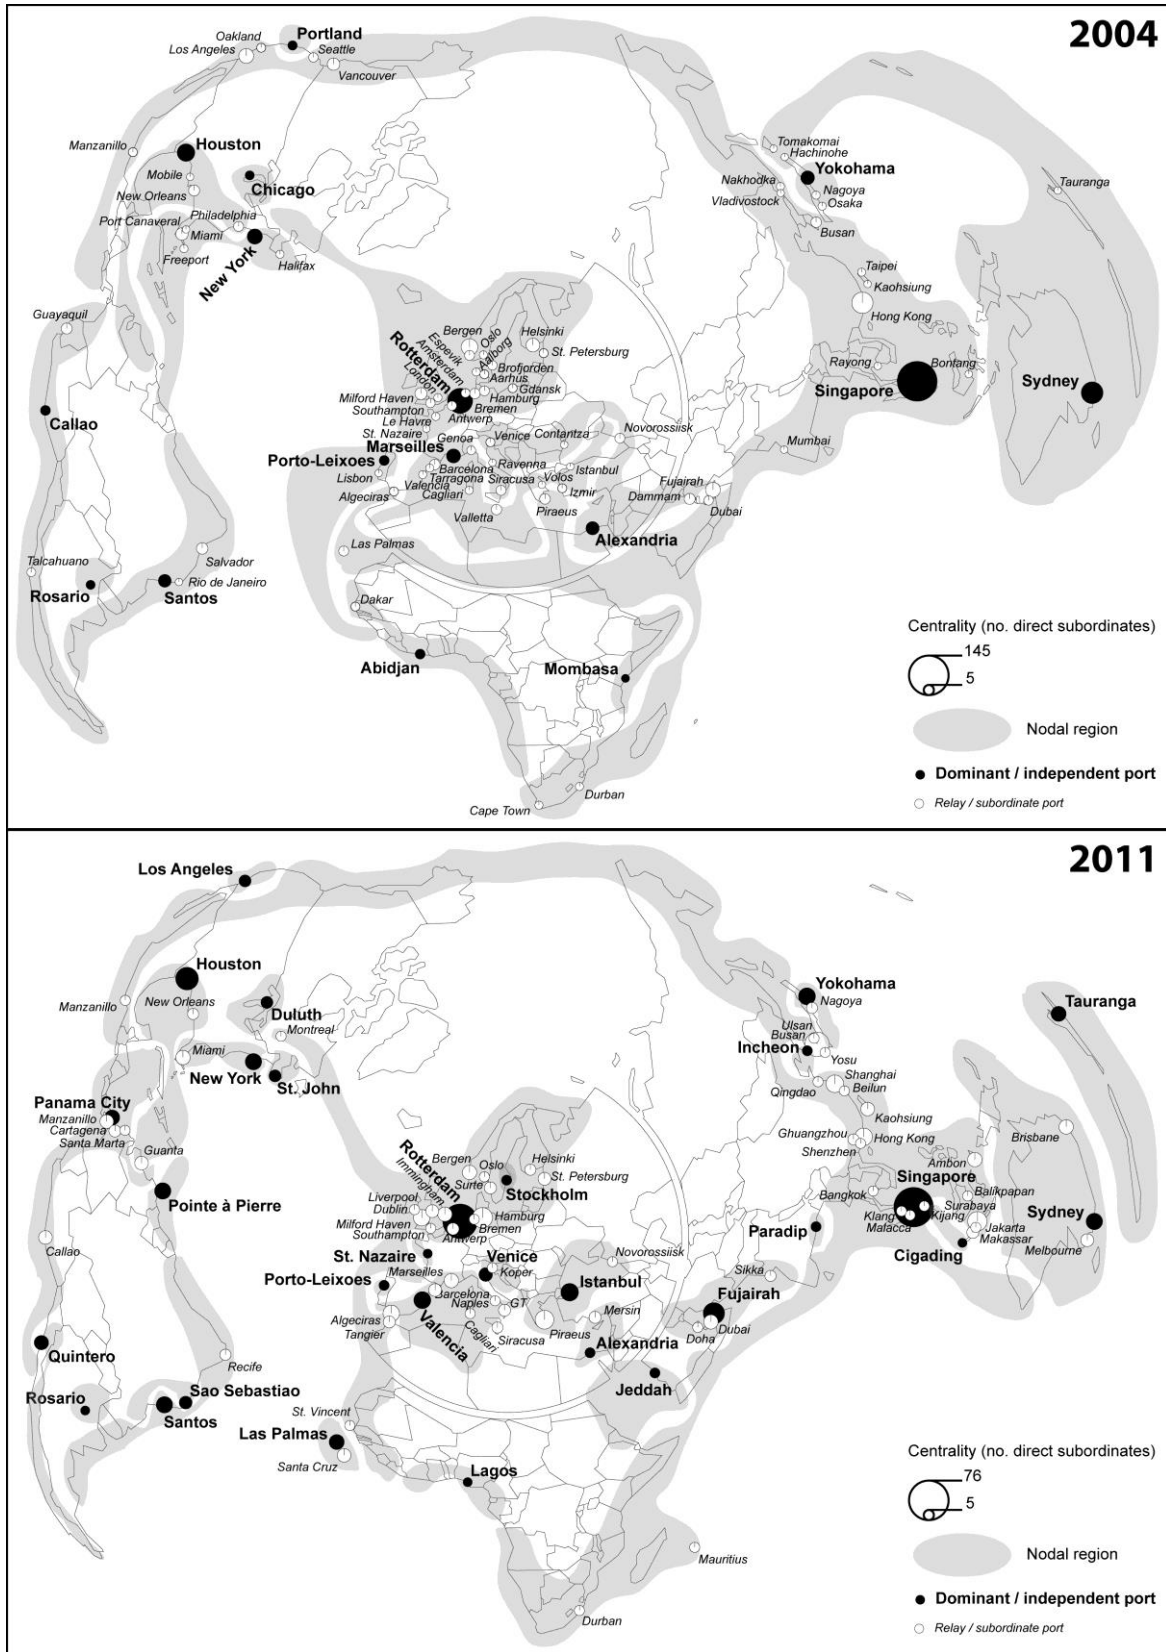 2004
Portland
Oakland
Los Angeles
Seattle
Vancouver
Manzanillo
Houston
Mobile
New Orleans
Chicago
Philadelphia
Port Canaveral
Miami
Freeport
New York
Halifax
Tomakomai
Hachinohe
Yokohama
Nakhodka
Vladivostock
Nagoya
Osaka
Busan
Tauranga
Taipei
Kaohsiung
Hong Kong
Guayaquil
Bergen
Oslo
Helsinki
Espevik
Aalborg
St. Petersburg
Amsterdam
Brofjorden
Rotterdam
Aarhus
London
Gdansk
Milford Haven
Hamburg
Southampton
Bremen
Antwerp
Le Havre
St. Nazaire
Genoa
Venice
Contantza
Novorossiisk
Marseilles
Rayong
Bontang
Singapore
Sydney
Callao
Mumbai
Porto-Leixoes
Lisbon
Barcelona
Ravenna
Istanbul
Tarragona
Volos
Valencia
Siracusa
Izmir
Cagliari
Algeciras
Piraeus
Valletta
Fujairah
Dammam
Dubai
Alexandria
Las Palmas
Talcahuano
Salvador
Rosario
Santos
Rio de Janeiro
Dakar
Abidjan
Mombasa
Durban
Cape Town
Centrality (no. direct subordinates)
145
5
Nodal region
Dominant / independent port
Relay / subordinate port
2011
Los Angeles
Houston
Manzanillo
New Orleans
Duluth
Montreal
Miami
New York
St. John
Panama City
Manzanillo
Cartagena
Santa Marta
Guanta
Pointe à Pierre
Yokohama
Nagoya
Ulsan
Busan
Incheon
Yosu
Shanghai
Qingdao
Beilun
Kaohsiung
Ghuangzhou
Hong Kong
Shenzhen
Tauranga
Brisbane
Ambon
Singapore
Bangkok
Balikpapan
Surabaya
Klang
Kijang
Malacca
Jakarta
Makassar
Cigading
Sydney
Melbourne
Paradip
Rotterdam
Bergen
Oslo
Helsinki
Immingham
Surte
St. Petersburg
Stockholm
Liverpool
Dublin
Hamburg
Milford Haven
Bremen
Southampton
Antwerp
St. Nazaire
Venice
Novorossiisk
Marseilles
Koper
Porto-Leixoes
Istanbul
Barcelona
Naples
GT
Mersin
Algeciras
Tangier
Valencia
Cagliari
Siracusa
Piraeus
Alexandria
Sikka
Fujairah
Doha
Dubai
Jeddah
Callao
Quintero
Recife
Rosario
Sao Sebastiao
Santos
St. Vincent
Las Palmas
Santa Cruz
Lagos
Mauritius
Durban
Centrality (no. direct subordinates)
76
5
Nodal region
Dominant / independent port
Relay / subordinate port